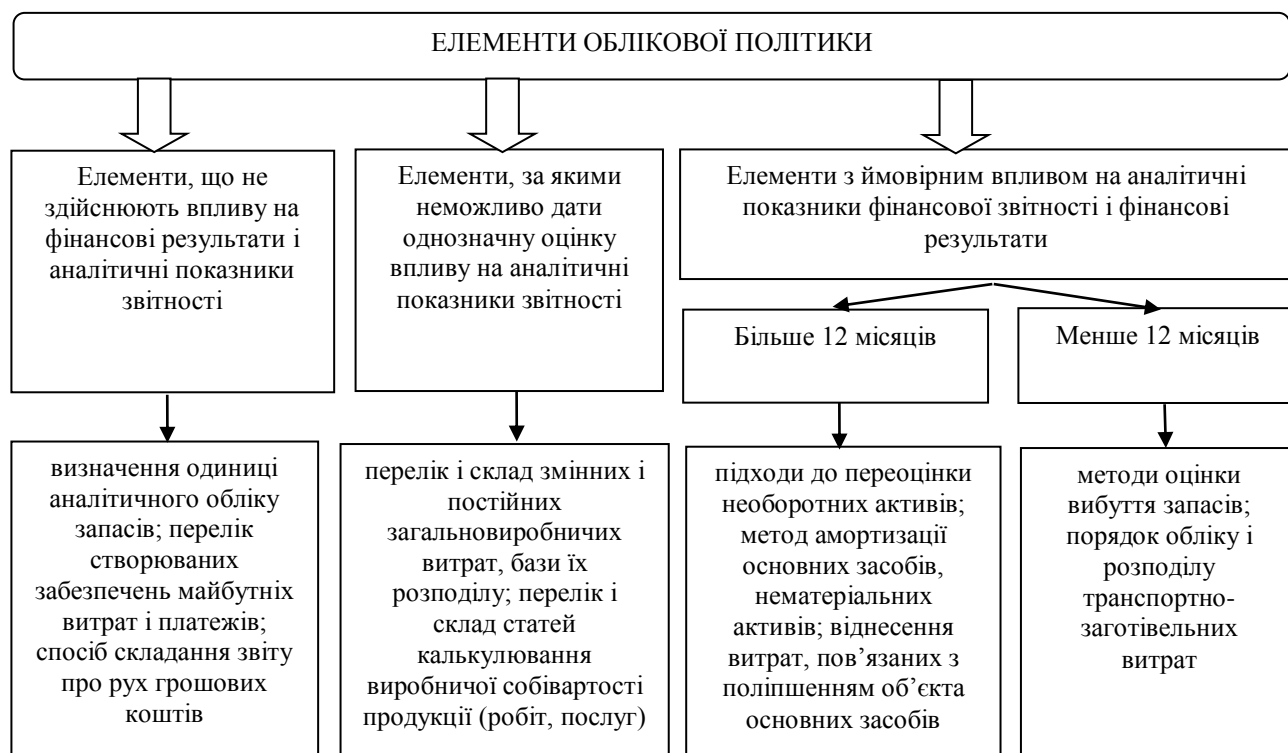 ЕЛЕМЕНТИ ОБЛІКОВОЇ ПОЛІТИКИ
Елементи, що не
здійснюють впливу на
фінансові результати і
аналітичні показники
звітності
Елементи, за якими
неможливо дати
однозначну оцінку
впливу на аналітичні
показники звітності
Елементи з ймовірним впливом на аналітичні
показники фінансової звітності і фінансові
результати
Більше 12 місяців
Менше 12 місяців
визначення одиниці
аналітичного обліку
запасів; перелік
створюваних
забезпечень майбутніх
витрат і платежів;
спосіб складання звіту
про рух грошових
коштів
перелік і склад змінних і
постійних
загальновиробничих
витрат, бази їх
розподілу; перелік і
склад статей
калькулювання
виробничої собівартості
продукції (робіт, послуг)
підходи до переоцінки
необоротних активів;
метод амортизації
основних засобів,
нематеріальних
активів; віднесення
витрат, пов’язаних з
поліпшенням об’єкта
основних засобів
методи оцінки
вибуття запасів;
порядок обліку і
розподілу
транспортно-
заготівельних
витрат